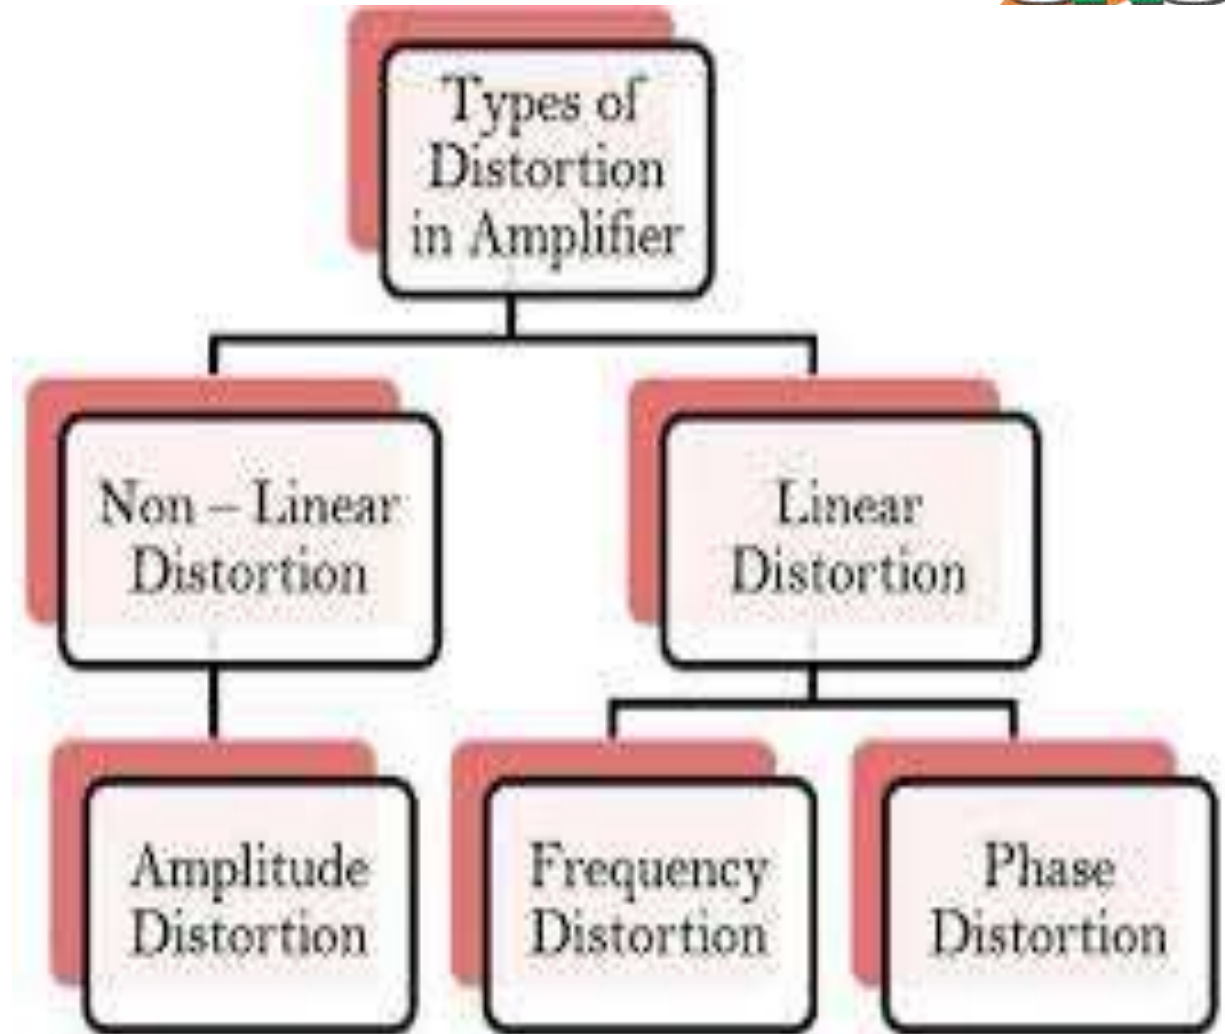 Types of
Distortion
in Amplifier
Non – Linear
Distortion
Linear
Distortion
Amplitude
Distortion
Frequency
Distortion
Phase
Distortion